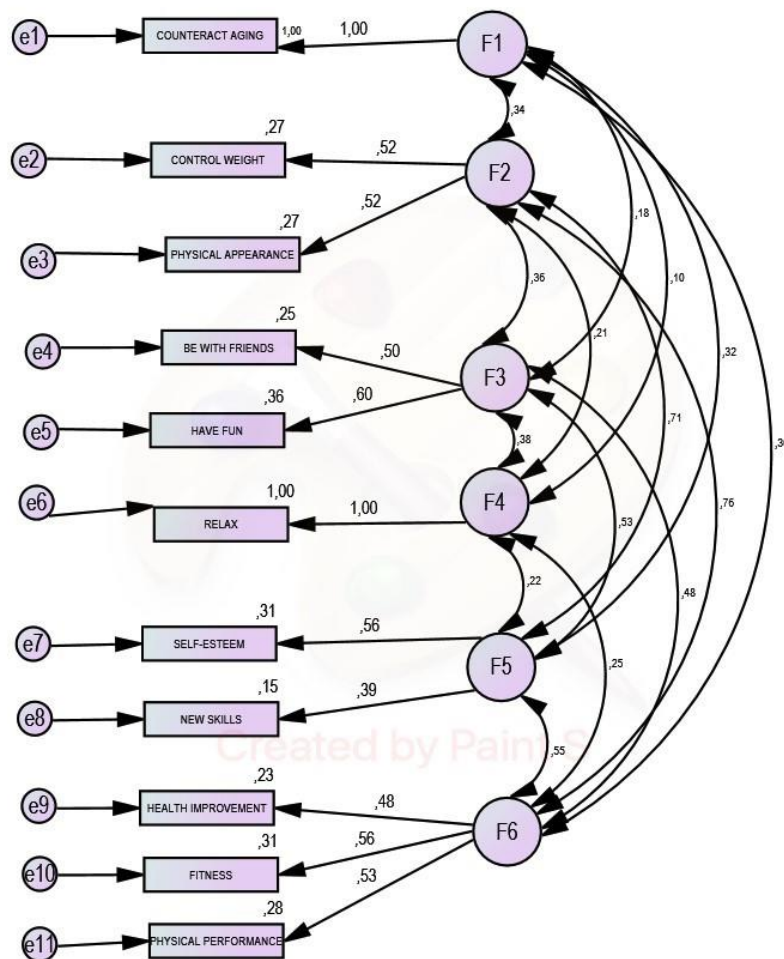 e1
COUNTERACT AGING
1,00
1,00
F1
,34
e2
,27
CONTROL WEIGHT
,52
F2
,52
,27
e3
PHYSICAL APPEARANCE
,18
,36
,10
,25
e4
BE WITH FRIENDS
,50
,21
,32
F3
,36
,60
e5
HAVE FUN
,71
,38
e6
1,00
RELAX
1,00
F4
,76
,53
,22
,48
,31
e7
SELF-ESTEEM
,56
F5
,25
,15
e8
NEW SKILLS
,39
Created by Paint S
,55
,23
e9
HEALTH IMPROVEMENT
,48
F6
,31
e10
FITNESS
,56
,53
,28
e11
PHYSICAL PERFORMANCE